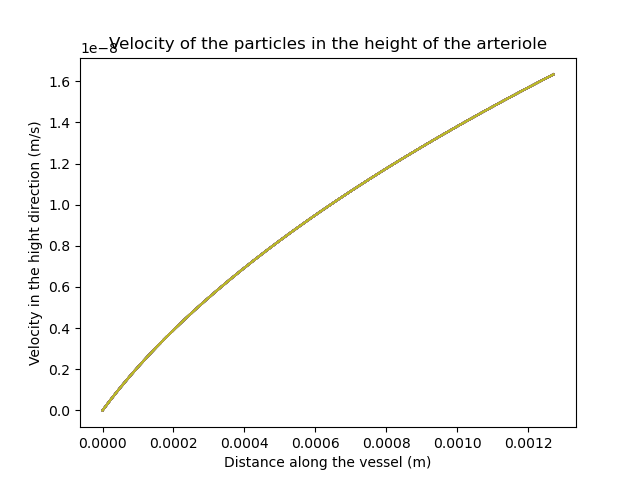 Velocity of the particles in the height of the arteriole
1e−8
1.6
1.4
1.2
1.0
0.8
0.6
0.4
0.2
0.0
Velocity in the hight direction (m/s)
0.0000 0.0002 0.0004 0.0006 0.0008 0.0010 0.0012
Distance along the vessel (m)